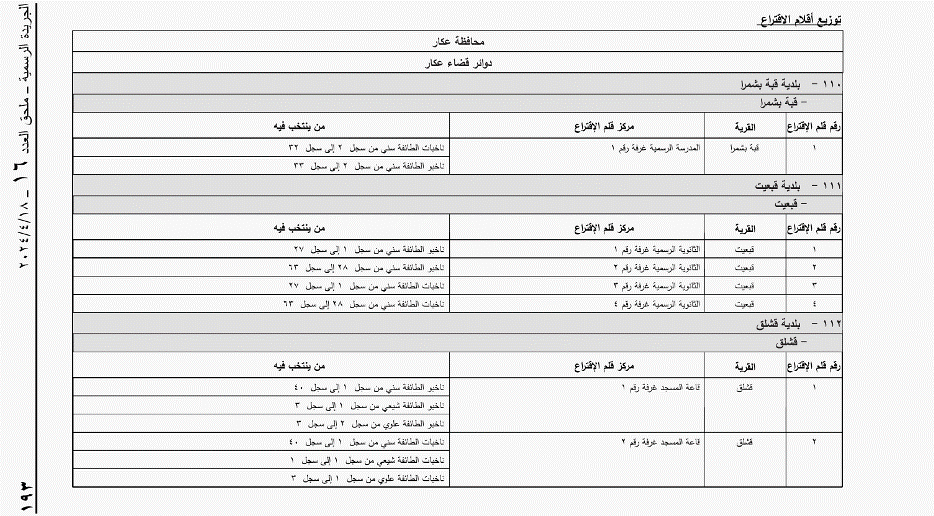 الجريدة الرسمية – ملحق العدد ١٦ – ٢٠٢٤/٤/١٨
توزيع أقلام الإقتراع
محافظة عكار
دوائر قضاء عكار
١١٠ – بلدية قبة بشمرا
– قبة بشمرا
رقم قلم الإقتراع القرية مركز قلم الإقتراع من ينتخب فيه
١ قبة بشمرا المدرسة الرسمية غرفة رقم ١ ناخبات الطائفة سني من سجل ٢ إلى سجل ٣٢
ناخبو الطائفة سني من سجل ٢ إلى سجل ٣٣
١١١ – بلدية قبعيت
– قبعيت
رقم قلم الإقتراع القرية مركز قلم الإقتراع من ينتخب فيه
١ قبعيت الثانوية الرسمية غرفة رقم ١ ناخبو الطائفة سني من سجل ١ إلى سجل ٢٧
٢ قبعيت الثانوية الرسمية غرفة رقم ٢ ناخبو الطائفة سني من سجل ٢٨ إلى سجل ٦٣
٣ قبعيت الثانوية الرسمية غرفة رقم ٣ ناخبات الطائفة سني من سجل ١ إلى سجل ٢٧
٤ قبعيت الثانوية الرسمية غرفة رقم ٤ ناخبات الطائفة سني من سجل ٢٨ إلى سجل ٦٣
١١٢ – بلدية قشلق
– قشلق
رقم قلم الإقتراع القرية مركز قلم الإقتراع من ينتخب فيه
١ قشلق قاعة المسجد غرفة رقم ١ ناخبو الطائفة سني من سجل ١ إلى سجل ٤٠
ناخبو الطائفة شيعي من سجل ١ إلى سجل ٣
ناخبو الطائفة علوي من سجل ٢ إلى سجل ٣
٢ قشلق قاعة المسجد غرفة رقم ٢ ناخبات الطائفة سني من سجل ١ إلى سجل ٤٠
ناخبات الطائفة شيعي من سجل ١ إلى سجل ١
ناخبات الطائفة علوي من سجل ١ إلى سجل ٣
١٩٣